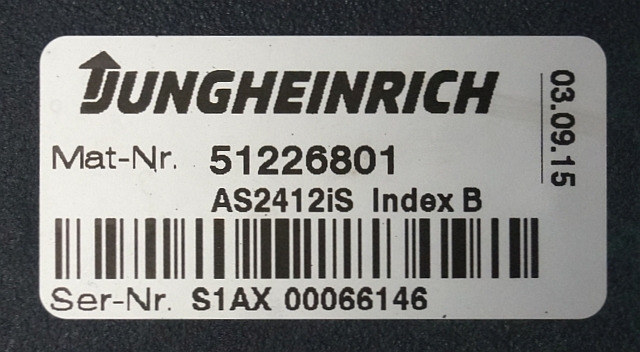 JUNGHEINRICH
Mat-Nr. 51226801
AS2412iS Index B
Ser-Nr. S1AX 00066146
03.09.15